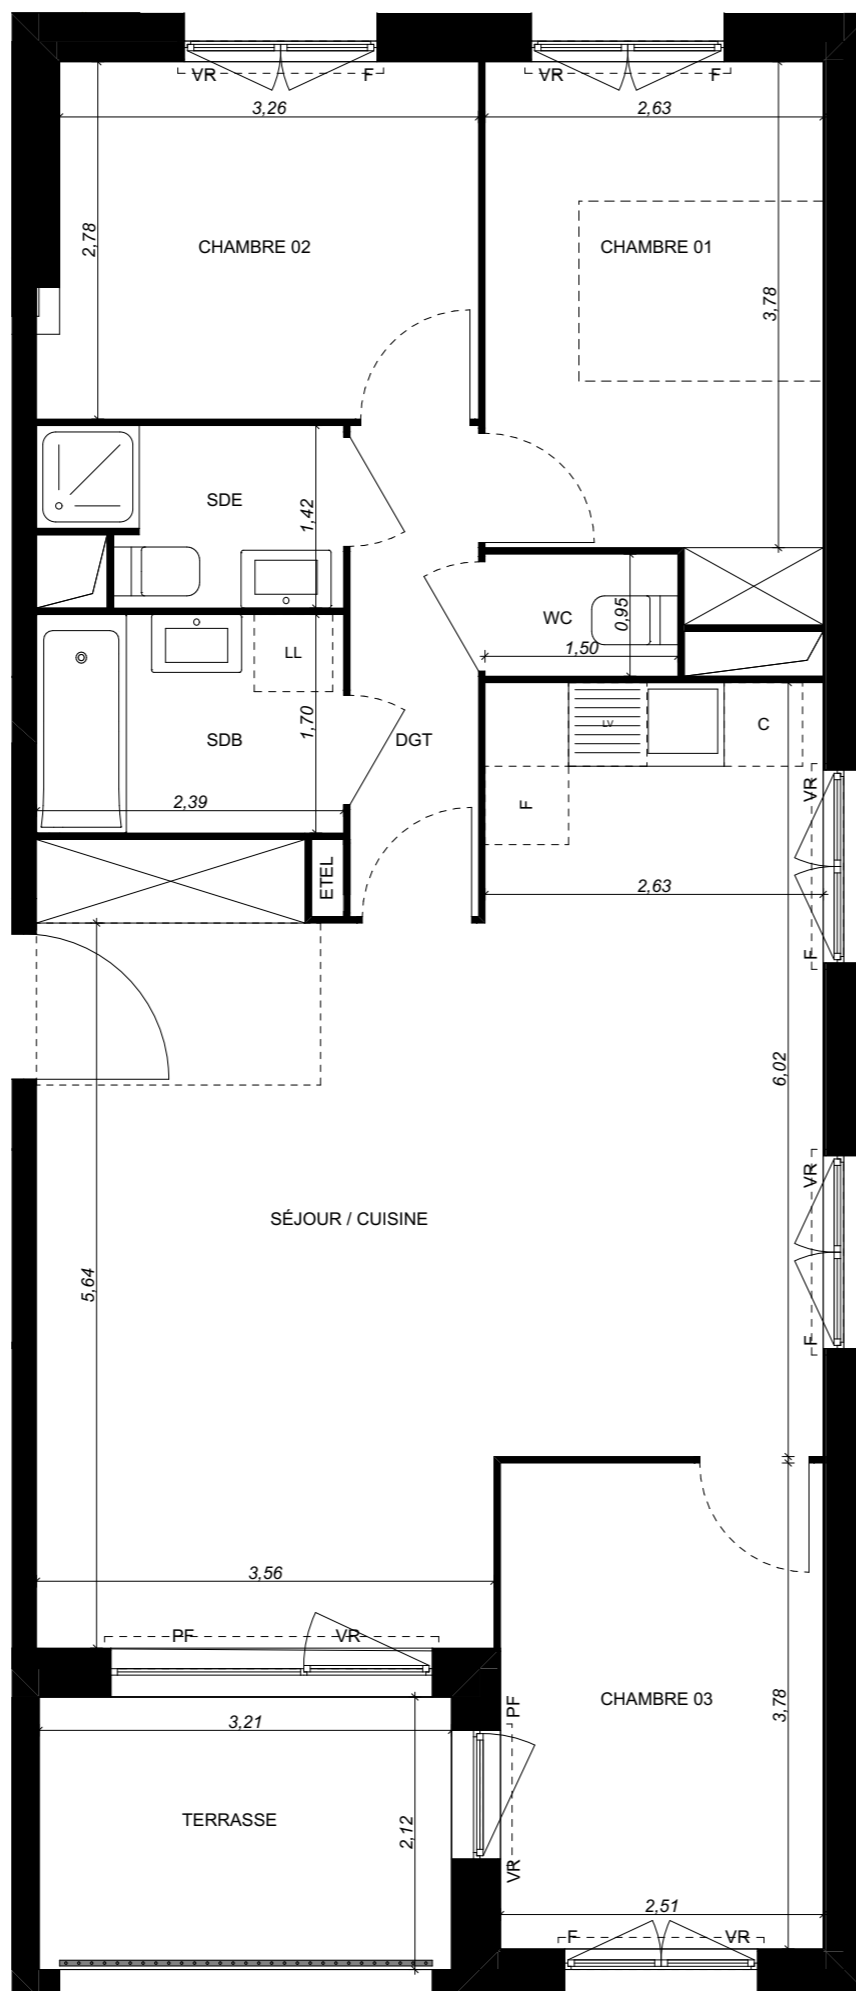 VR F
VR F
3,26
2,63
2,78
CHAMBRE 02
CHAMBRE 01
3,78
SDE
1,42
WC
0,95
1,50
LL
SDB
1,70
DGT
2,39
LV
C
F
VR
F
2,63
ETEL
6,02
VR
F
SÉJOUR / CUISINE
5,64
3,56
PF VR
3,21
PF
CHAMBRE 03
3,78
TERRASSE
2,12
VR
2,51
F VR